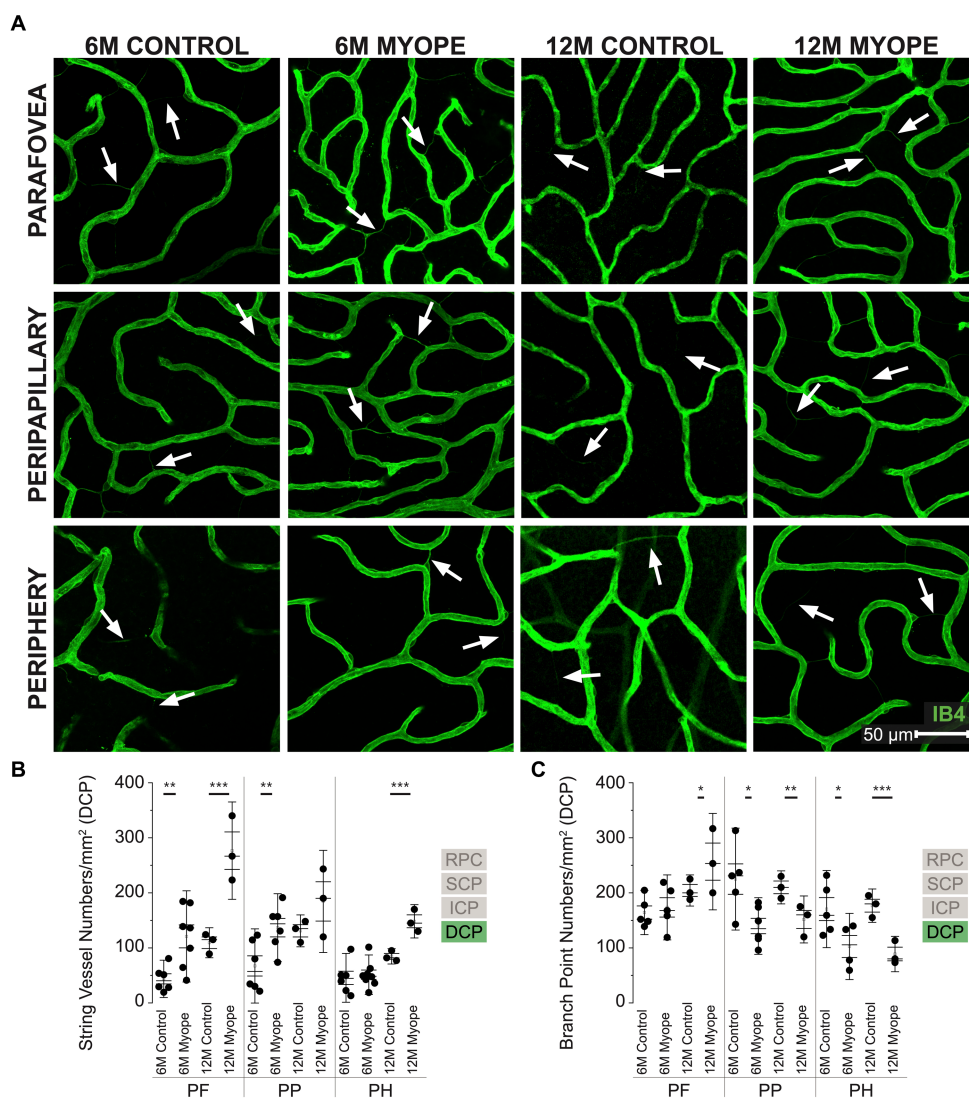 A
6M CONTROL 6M MYOPE 12M CONTROL 12M MYOPE
PARAFOVEA
PERIPAPILLARY
PERIPHERY
IB4
50 µm
B
String Vessel Numbers/mm² (DCP)
400
300
200
100
0
** *** ** ***
6M Control 6M Myope 12M Control 12M Myope 6M Control 6M Myope 12M Control 12M Myope 6M Control 6M Myope 12M Control 12M Myope
PF PP PH
RPC
SCP
ICP
DCP
C
Branch Point Numbers/mm² (DCP)
400
300
200
100
0
* * ** * ***
6M Control 6M Myope 12M Control 12M Myope 6M Control 6M Myope 12M Control 12M Myope 6M Control 6M Myope 12M Control 12M Myope
PF PP PH
RPC
SCP
ICP
DCP